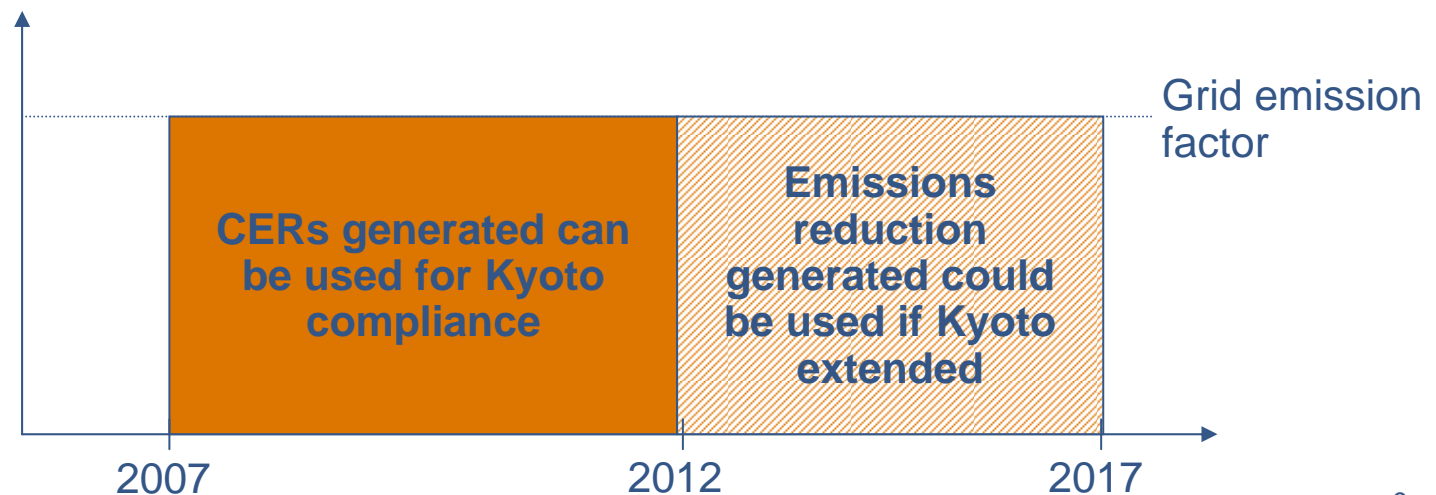 Grid emission
factor
CERs generated can
be used for Kyoto
compliance
Emissions
reduction
generated could
be used if Kyoto
extended
2007
2012
2017